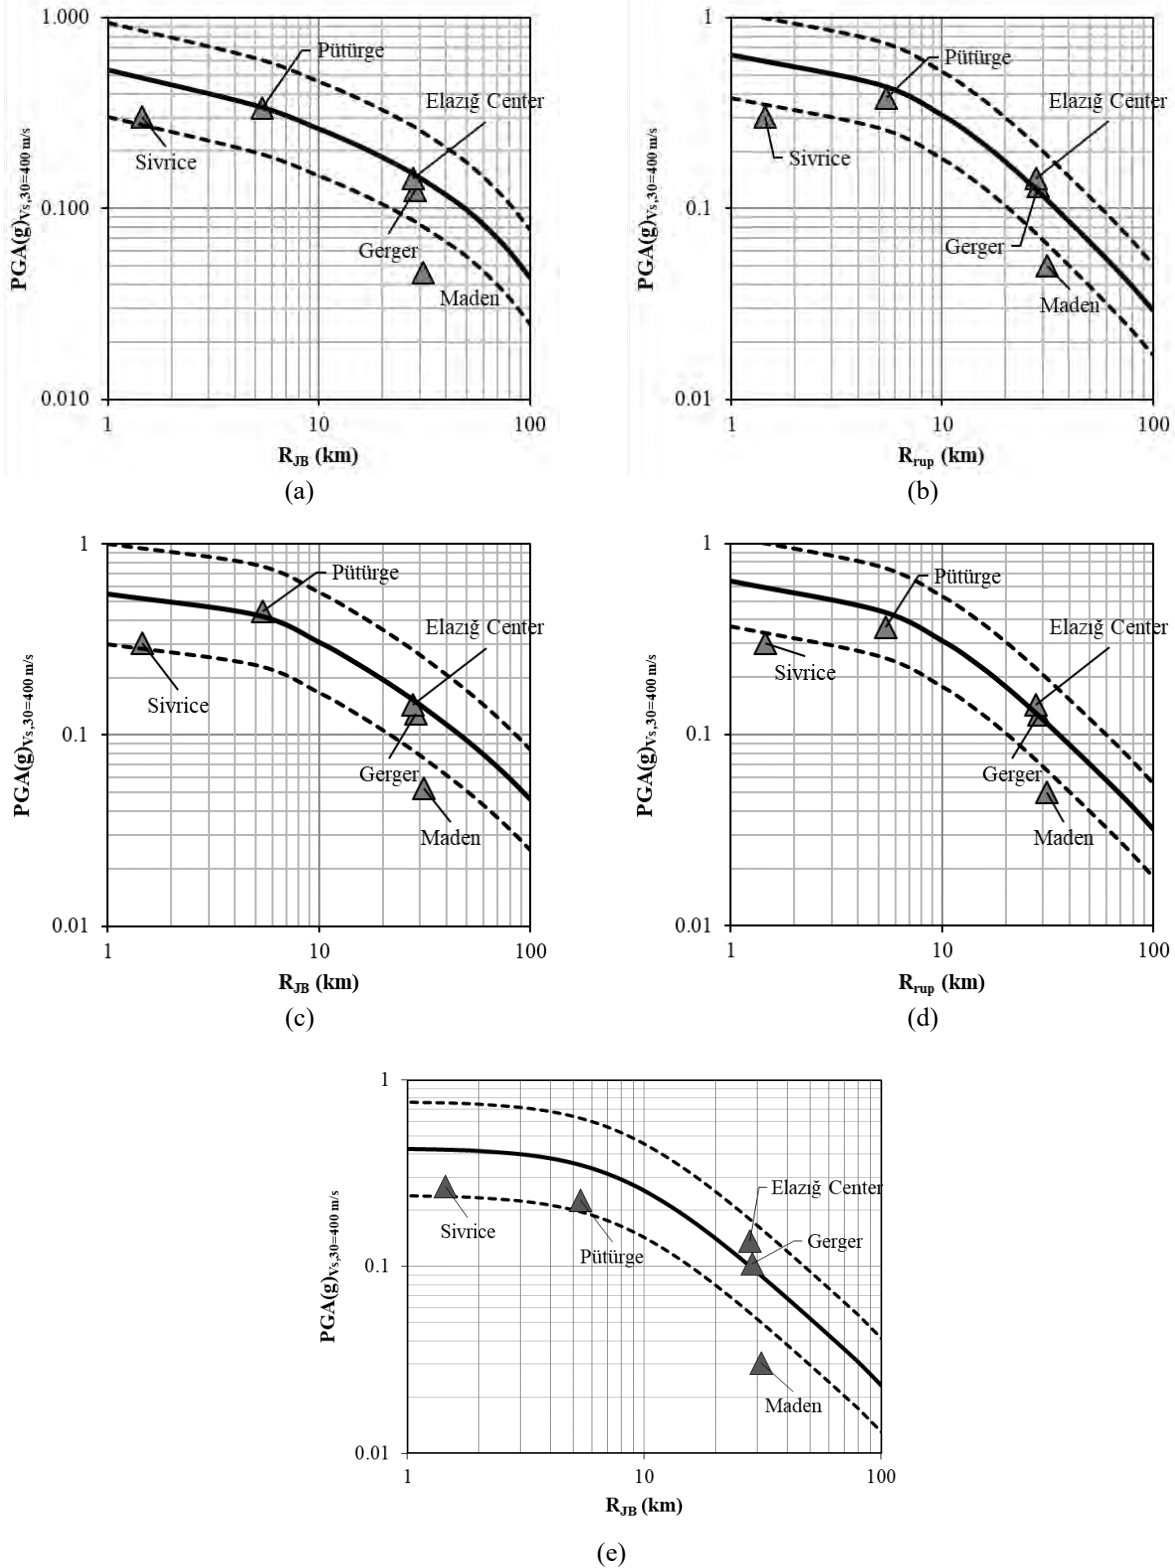 1.000
0.100
0.010
PGA(g)Vs,30=400 m/s
Pütürge
Elazığ Center
Sivrice
Gerger
Maden
1
10
100
RJB (km)
(a)
1
0.1
0.01
PGA(g)Vs,30=400 m/s
Pütürge
Elazığ Center
Sivrice
Gerger
Maden
1
10
100
Rrup (km)
(b)
1
0.1
0.01
PGA(g)Vs,30=400 m/s
Pütürge
Elazığ Center
Sivrice
Gerger
Maden
1
10
100
RJB (km)
(c)
1
0.1
0.01
PGA(g)Vs,30=400 m/s
Pütürge
Elazığ Center
Sivrice
Gerger
Maden
1
10
100
Rrup (km)
(d)
1
0.1
0.01
PGA(g)Vs,30=400 m/s
Elazığ Center
Sivrice
Gerger
Pütürge
Maden
1
10
100
RJB (km)
(e)